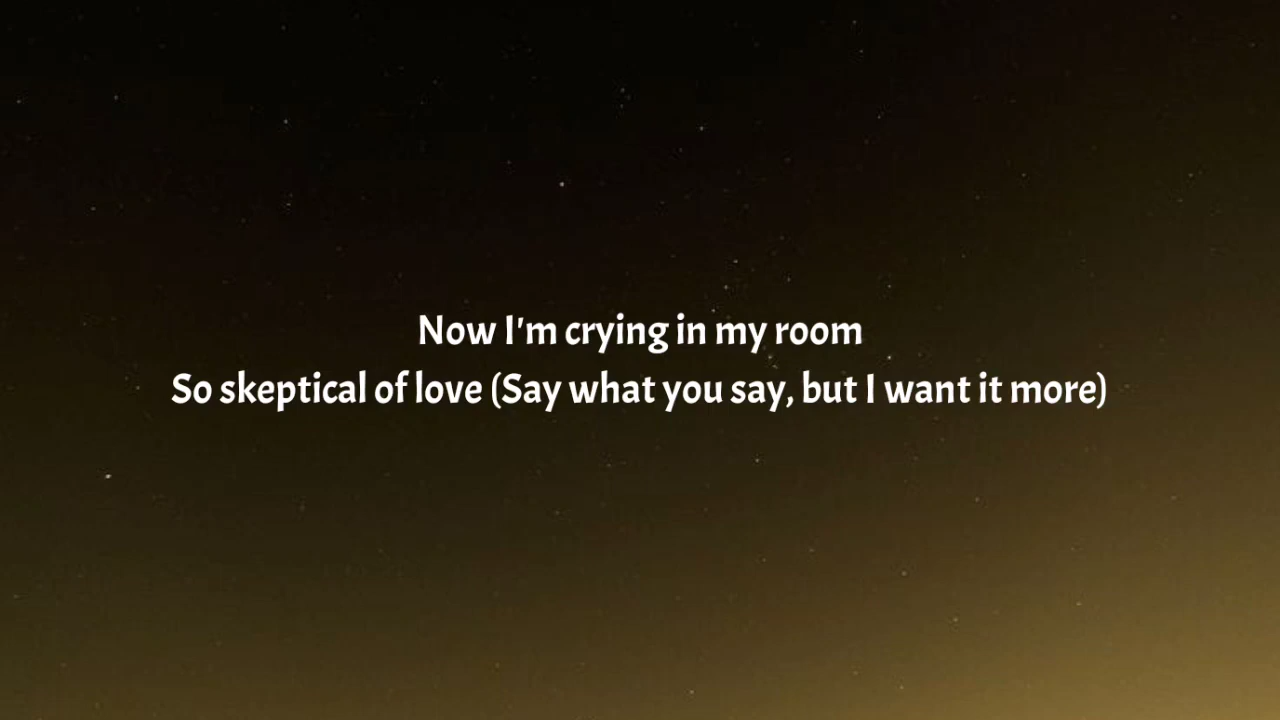 Now I'm crying in my room
So skeptical of love (Say what you say, but I want it more)